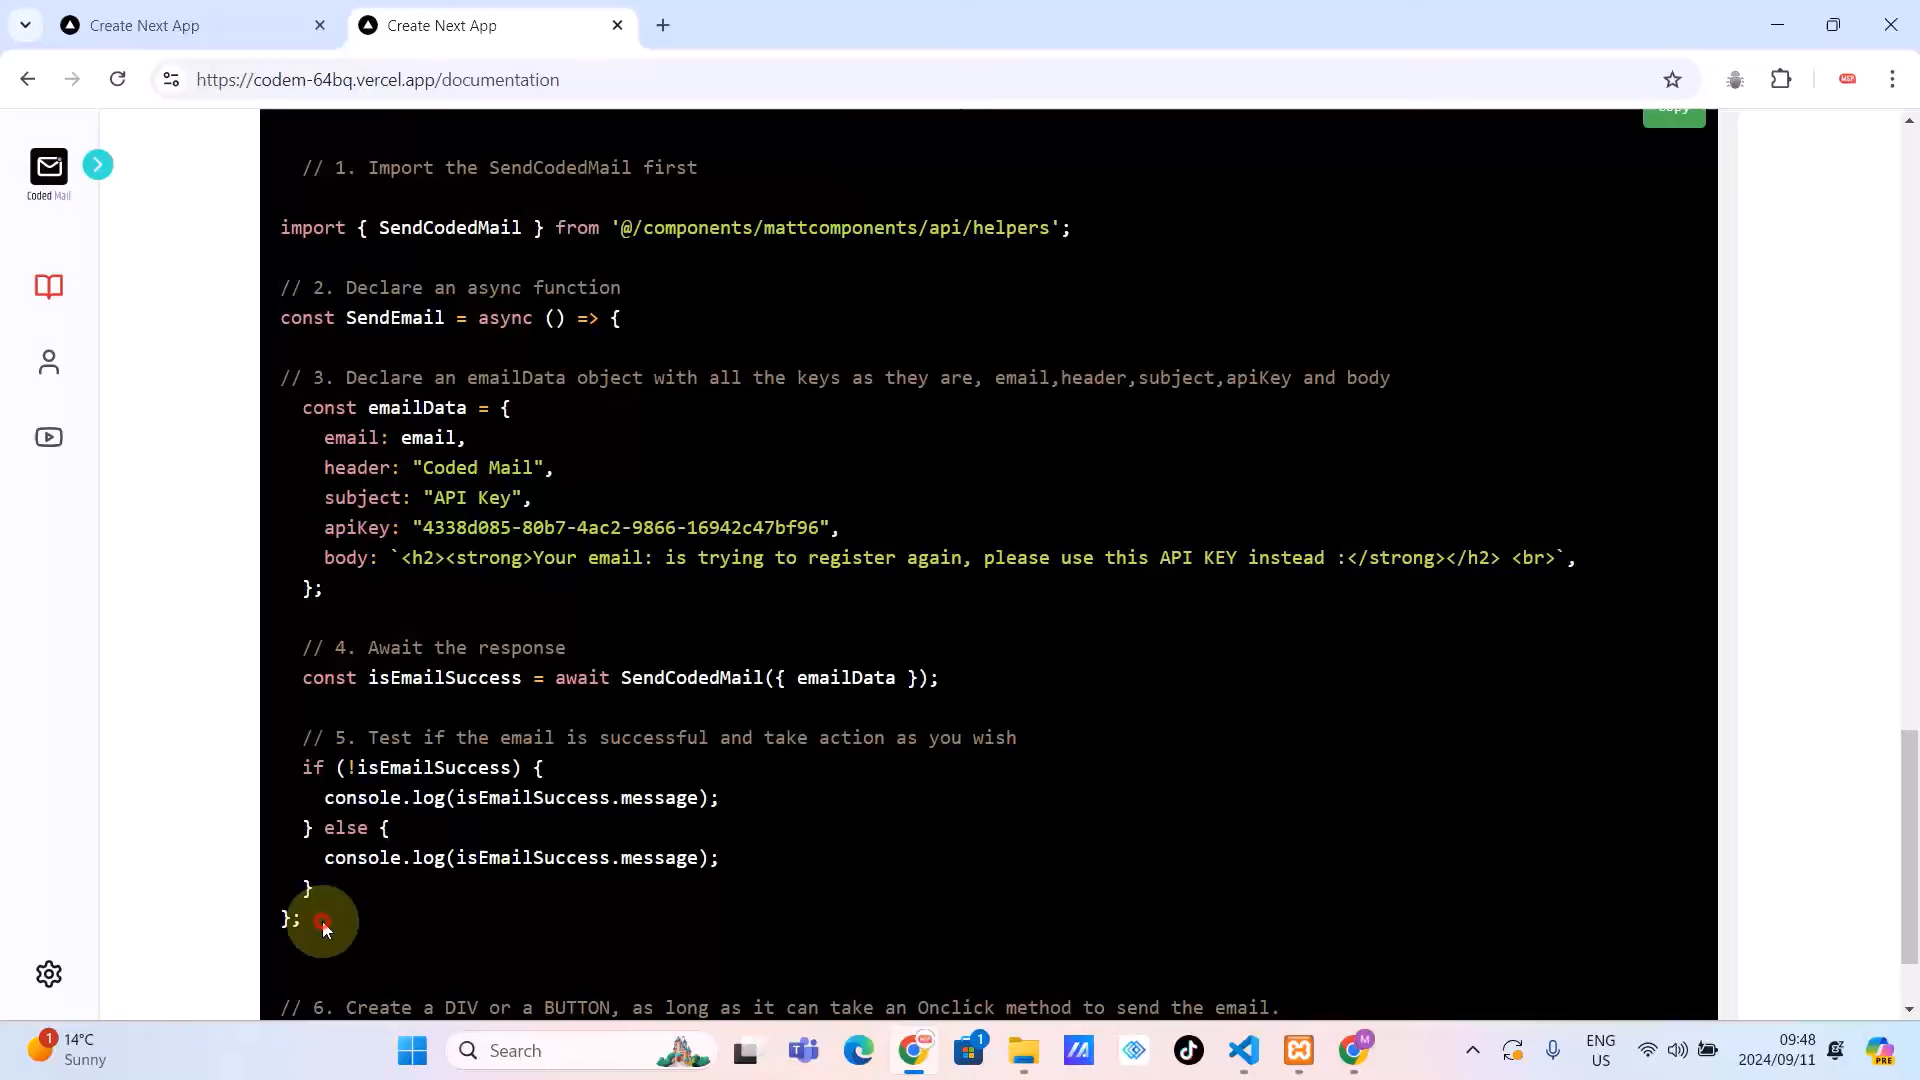 Create Next App
Create Next App
https://codem-64bq.vercel.app/documentation
MSP
Coded Mail
Copy
// 1. Import the SendCodedMail first
import { SendCodedMail } from '@/components/mattcomponents/api/helpers';
// 2. Declare an async function
const SendEmail = async () => {
// 3. Declare an emailData object with all the keys as they are, email,header,subject,apiKey and body
const emailData = {
email: email,
header: "Coded Mail",
subject: "API Key",
apiKey: "4338d085-80b7-4ac2-9866-16942c47bf96",
body: `<h2><strong>Your email: is trying to register again, please use this API KEY instead :</strong></h2> <br>`,
};
// 4. Await the response
const isEmailSuccess = await SendCodedMail({ emailData });
// 5. Test if the email is successful and take action as you wish
if (!isEmailSuccess) {
console.log(isEmailSuccess.message);
} else {
console.log(isEmailSuccess.message);
}
};
// 6. Create a DIV or a BUTTON, as long as it can take an Onclick method to send the email.
1
14°C
Sunny
Search
1
M
ENG
US
09:48
2024/09/11
PRE